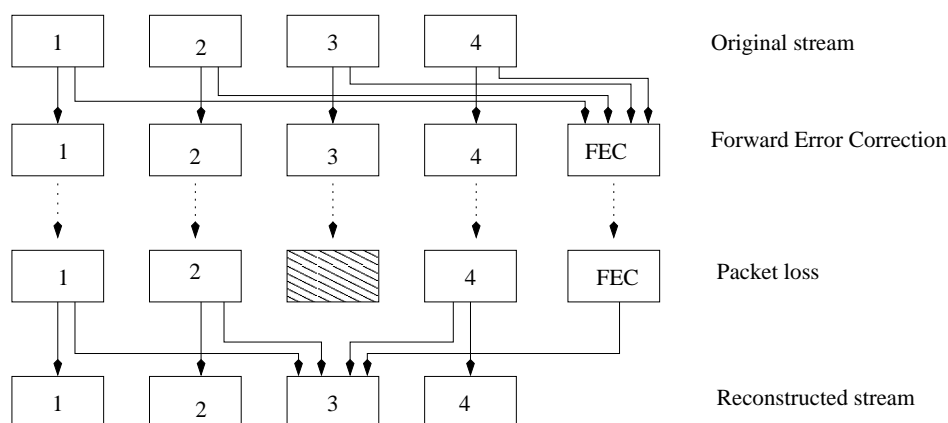 1 2 3 4 Original stream
1 2 3 4 FEC Forward Error Correction
1 2 4 FEC Packet loss
1 2 3 4 Reconstructed stream